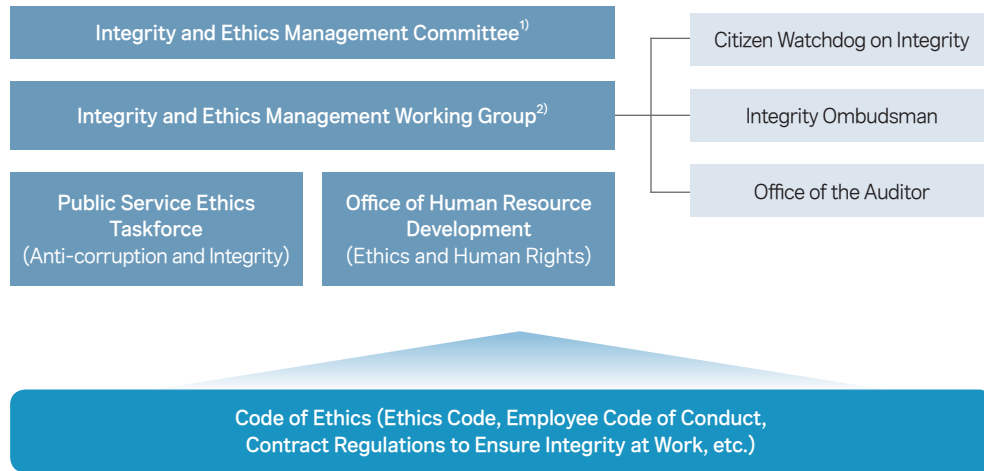 Integrity and Ethics Management Committee1)
Integrity and Ethics Management Working Group2)
Public Service Ethics
Taskforce
(Anti-corruption and Integrity)
Office of Human Resource
Development
(Ethics and Human Rights)
Citizen Watchdog on Integrity
Integrity Ombudsman
Office of the Auditor
Code of Ethics (Ethics Code, Employee Code of Conduct,
Contract Regulations to Ensure Integrity at Work, etc.)